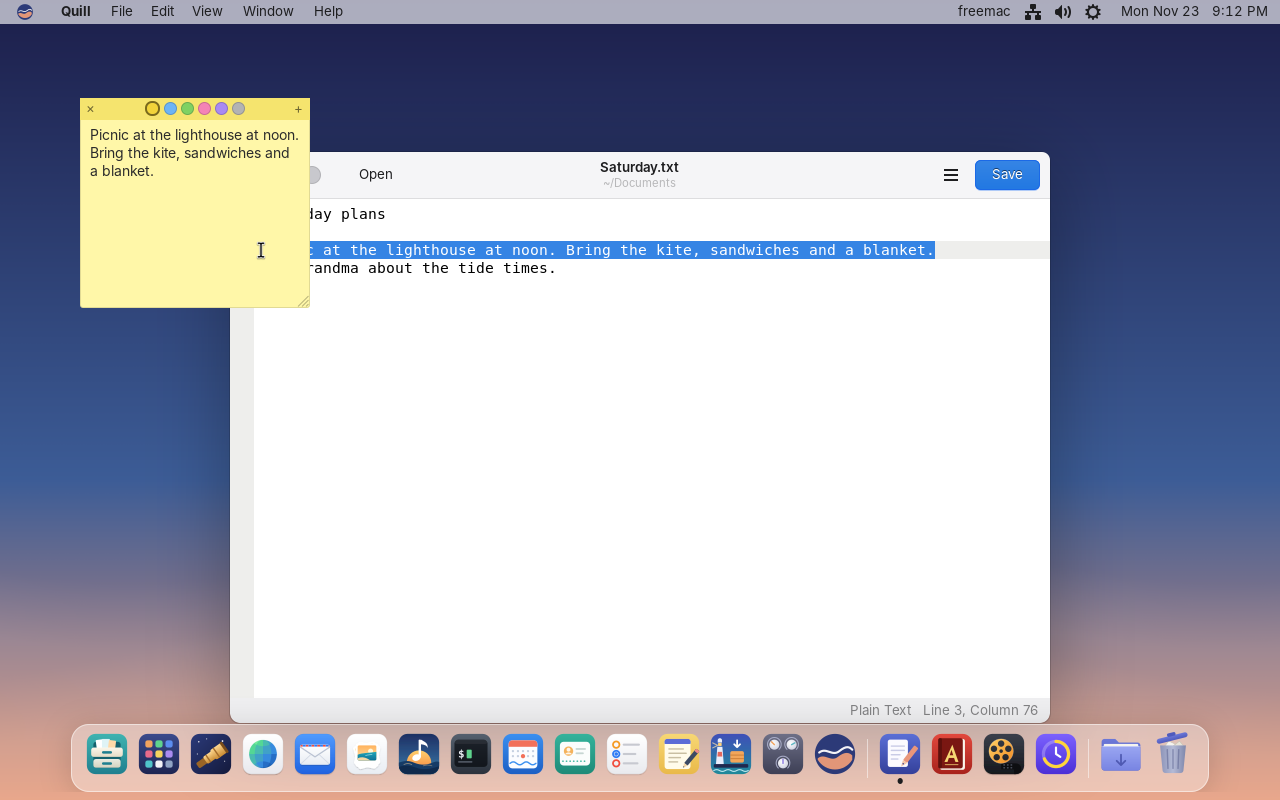 Quill File Edit View Window Help freemac Mon Nov 23 9:12 PM
× +
Picnic at the lighthouse at noon.
Bring the kite, sandwiches and
a blanket.
Open Saturday.txt Save
~/Documents
day plans
at the lighthouse at noon. Bring the kite, sandwiches and a blanket.
about the tide times.
Plain Text Line 3, Column 76